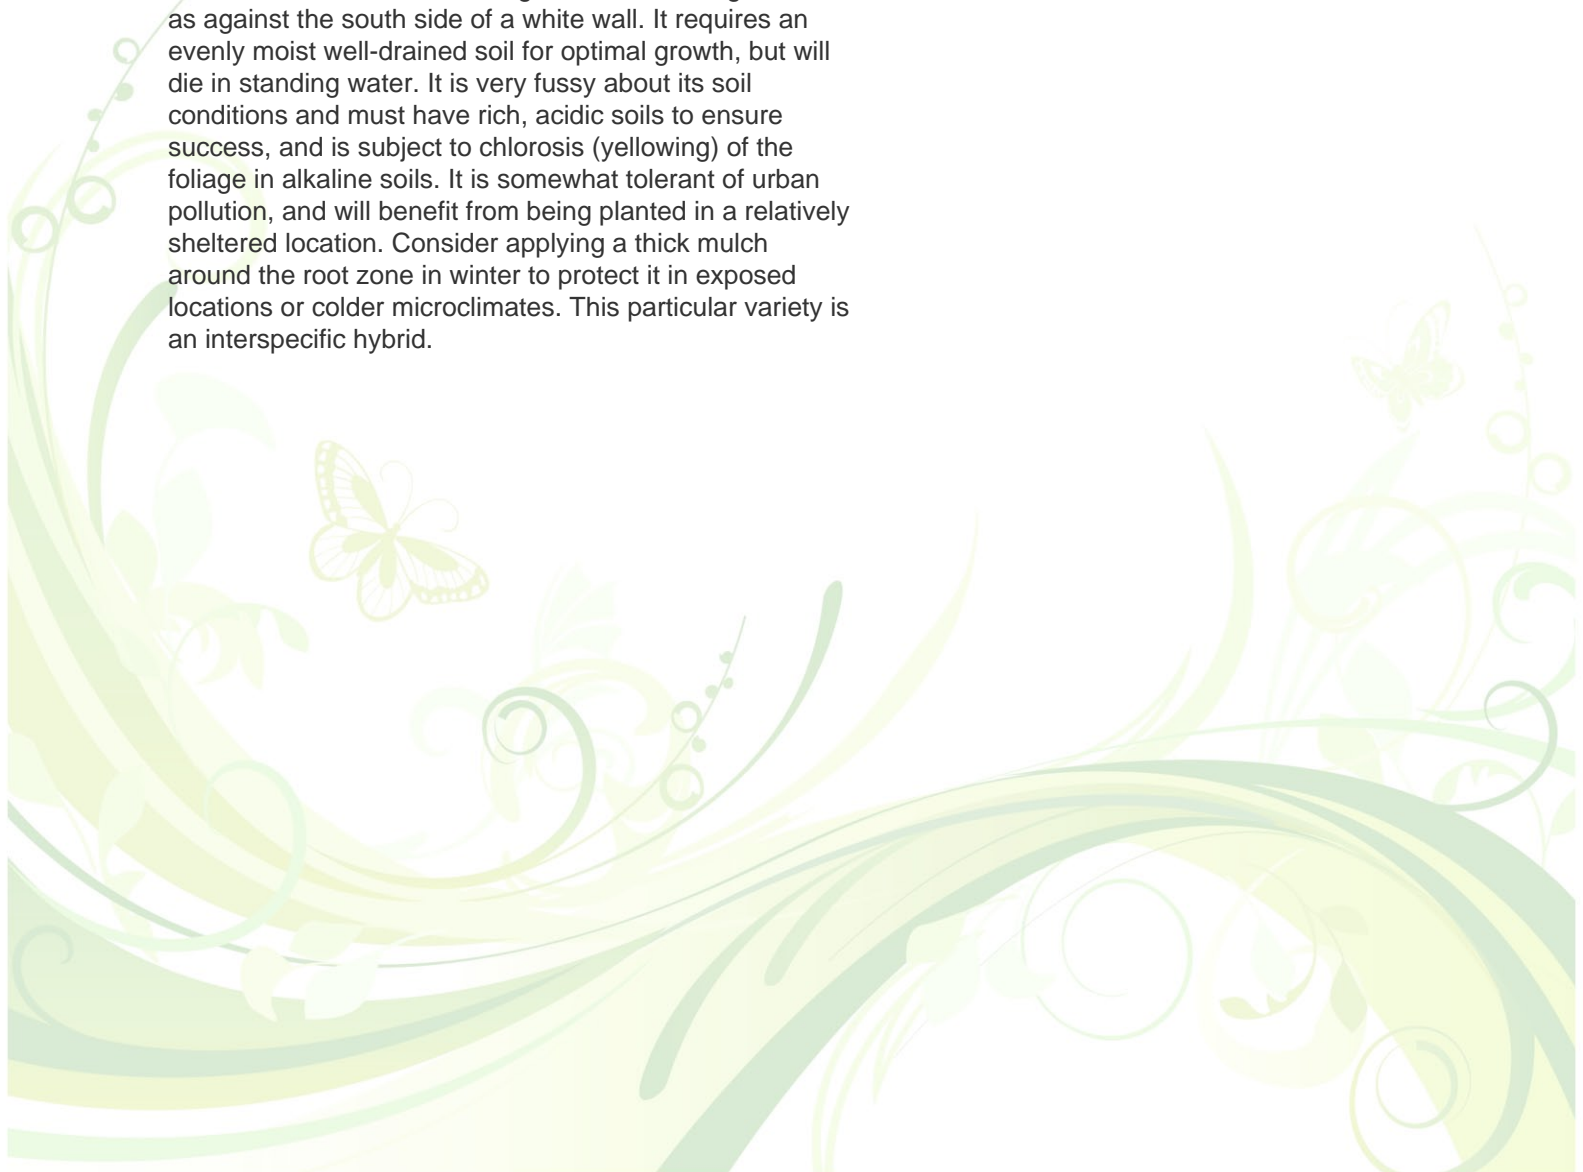 as against the south side of a white wall. It requires an
evenly moist well-drained soil for optimal growth, but will
die in standing water. It is very fussy about its soil
conditions and must have rich, acidic soils to ensure
success, and is subject to chlorosis (yellowing) of the
foliage in alkaline soils. It is somewhat tolerant of urban
pollution, and will benefit from being planted in a relatively
sheltered location. Consider applying a thick mulch
around the root zone in winter to protect it in exposed
locations or colder microclimates. This particular variety is
an interspecific hybrid.